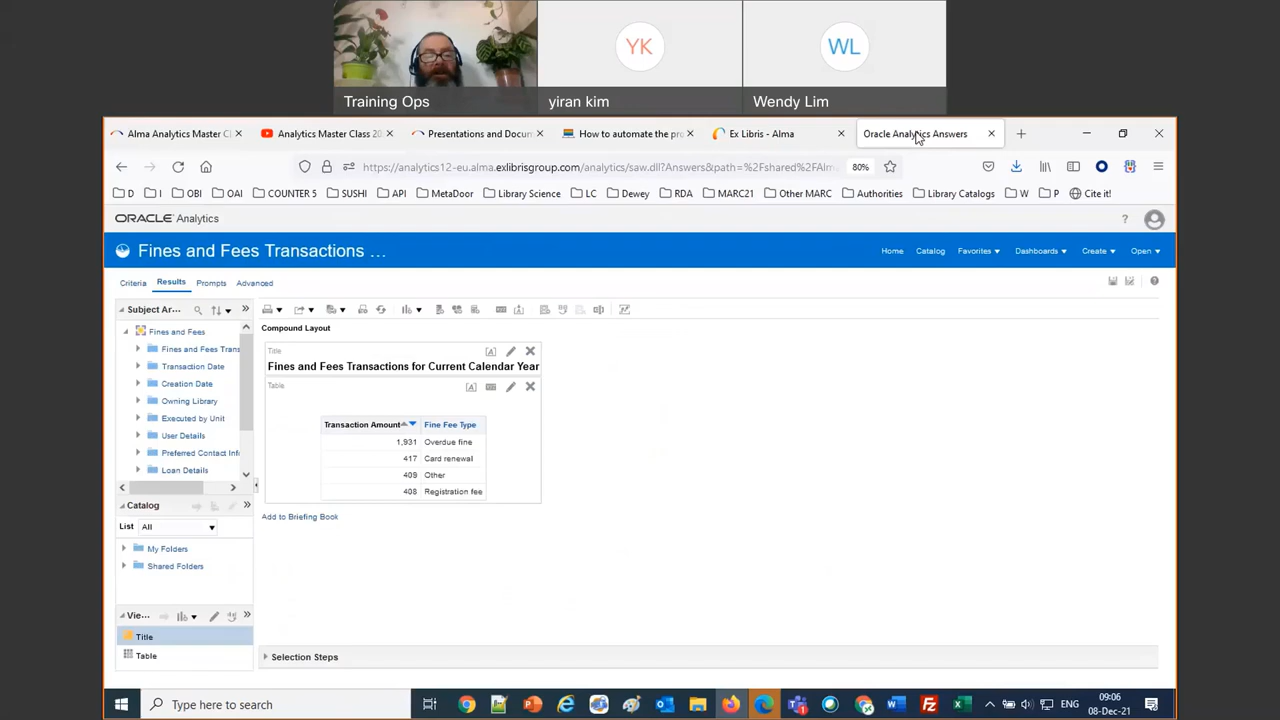 YK
WL
Training Ops
yiran kim
Wendy Lim
Alma Analytics Master Cl
Analytics Master Class 20
Presentations and Docun
How to automate the pro
Ex Libris - Alma
Oracle Analytics Answers
https://analytics12-eu.alma.exlibrisgroup.com/analytics/saw.dll?Answers&path=%2Fshared%2FAlm
80%
D
I
OBI
OAI
COUNTER 5
SUSHI
API
MetaDoor
Library Science
LC
Dewey
RDA
MARC21
Other MARC
Authorities
Library Catalogs
W
P
Cite it!
ORACLE Analytics
?
Fines and Fees Transactions ...
Home
Catalog
Favorites
Dashboards
Create
Open
Criteria
Results
Prompts
Advanced
Subject Ar...
Fines and Fees
Fines and Fees Trans
Transaction Date
Creation Date
Owning Library
Executed by Unit
User Details
Preferred Contact Info
Loan Details
Catalog
List All
My Folders
Shared Folders
Vie...
Title
Table
Compound Layout
Title
Fines and Fees Transactions for Current Calendar Year
Table
Transaction Amount Fine Fee Type
1,931 Overdue fine
417 Card renewal
409 Other
408 Registration fee
Add to Briefing Book
Selection Steps
Type here to search
ENG
09:06
08-Dec-21